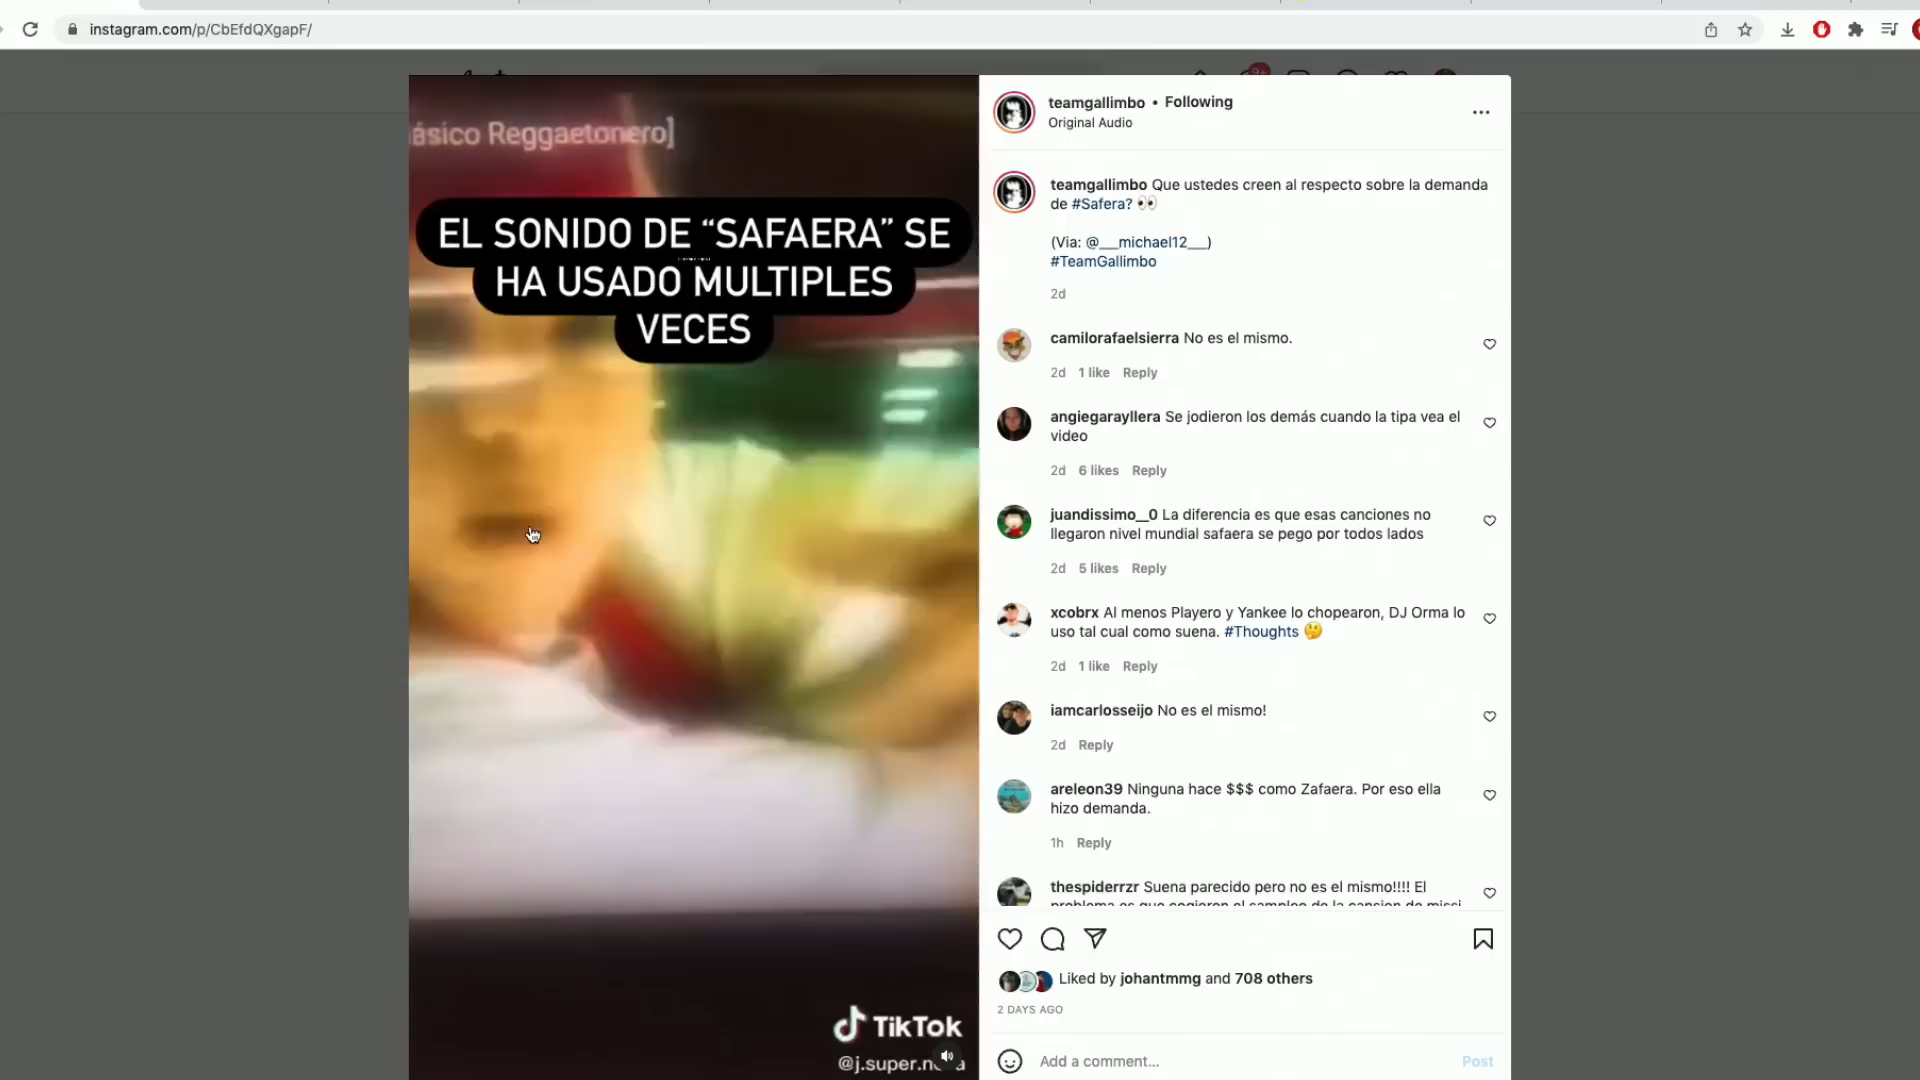 instagram.com/p/CbEfdQXgapF/
9+
ásico Reggaetonero]
EL SONIDO DE “SAFAERA” SE
HA USADO MULTIPLES
VECES
TikTok
teamgallimbo • Following
Original Audio
teamgallimbo Que ustedes creen al respecto sobre la demanda
de #Safera? 👀
(Via: @___michael12___)
#TeamGallimbo
2d
camilorafaelsierra No es el mismo.
2d 1 like Reply
angiegarayllera Se jodieron los demás cuando la tipa vea el
video
2d 6 likes Reply
juandissimo__0 La diferencia es que esas canciones no
llegaron nivel mundial safaera se pego por todos lados
2d 5 likes Reply
xcobrx Al menos Playero y Yankee lo chopearon, DJ Orma lo
uso tal cual como suena. #Thoughts 🤔
2d 1 like Reply
iamcarlosseijo No es el mismo!
2d Reply
areleon39 Ninguna hace $$$ como Zafaera. Por eso ella
hizo demanda.
1h Reply
thespiderrzr Suena parecido pero no es el mismo!!!! El
problema es que cogieron el sampleo de la cansion de missi
Liked by johantmmg and 708 others
2 DAYS AGO
Add a comment...
Post